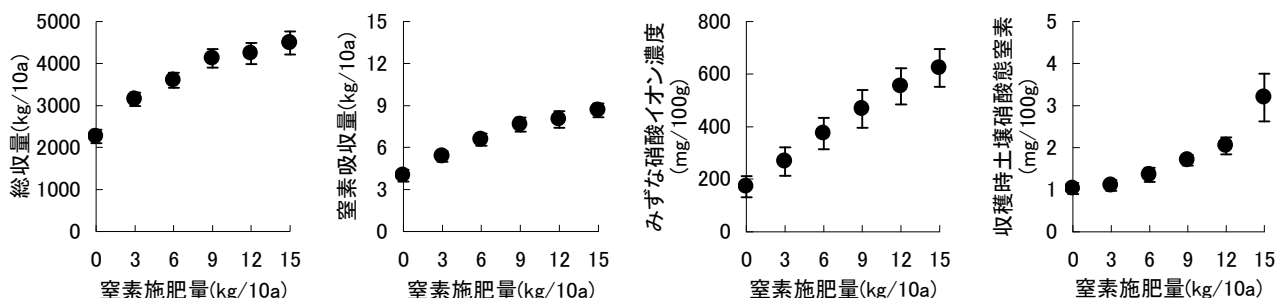 総収量(kg/10a)
5000
4000
3000
2000
1000
0
0 3 6 9 12 15
窒素施肥量(kg/10a)
窒素吸収量(kg/10a)
15
12
9
6
3
0
0 3 6 9 12 15
窒素施肥量(kg/10a)
みずな硝酸イオン濃度
(mg/100g)
800
600
400
200
0
0 3 6 9 12 15
窒素施肥量(kg/10a)
収穫時土壌硝酸態窒素
(mg/100g)
5
4
3
2
1
0
0 3 6 9 12 15
窒素施肥量(kg/10a)